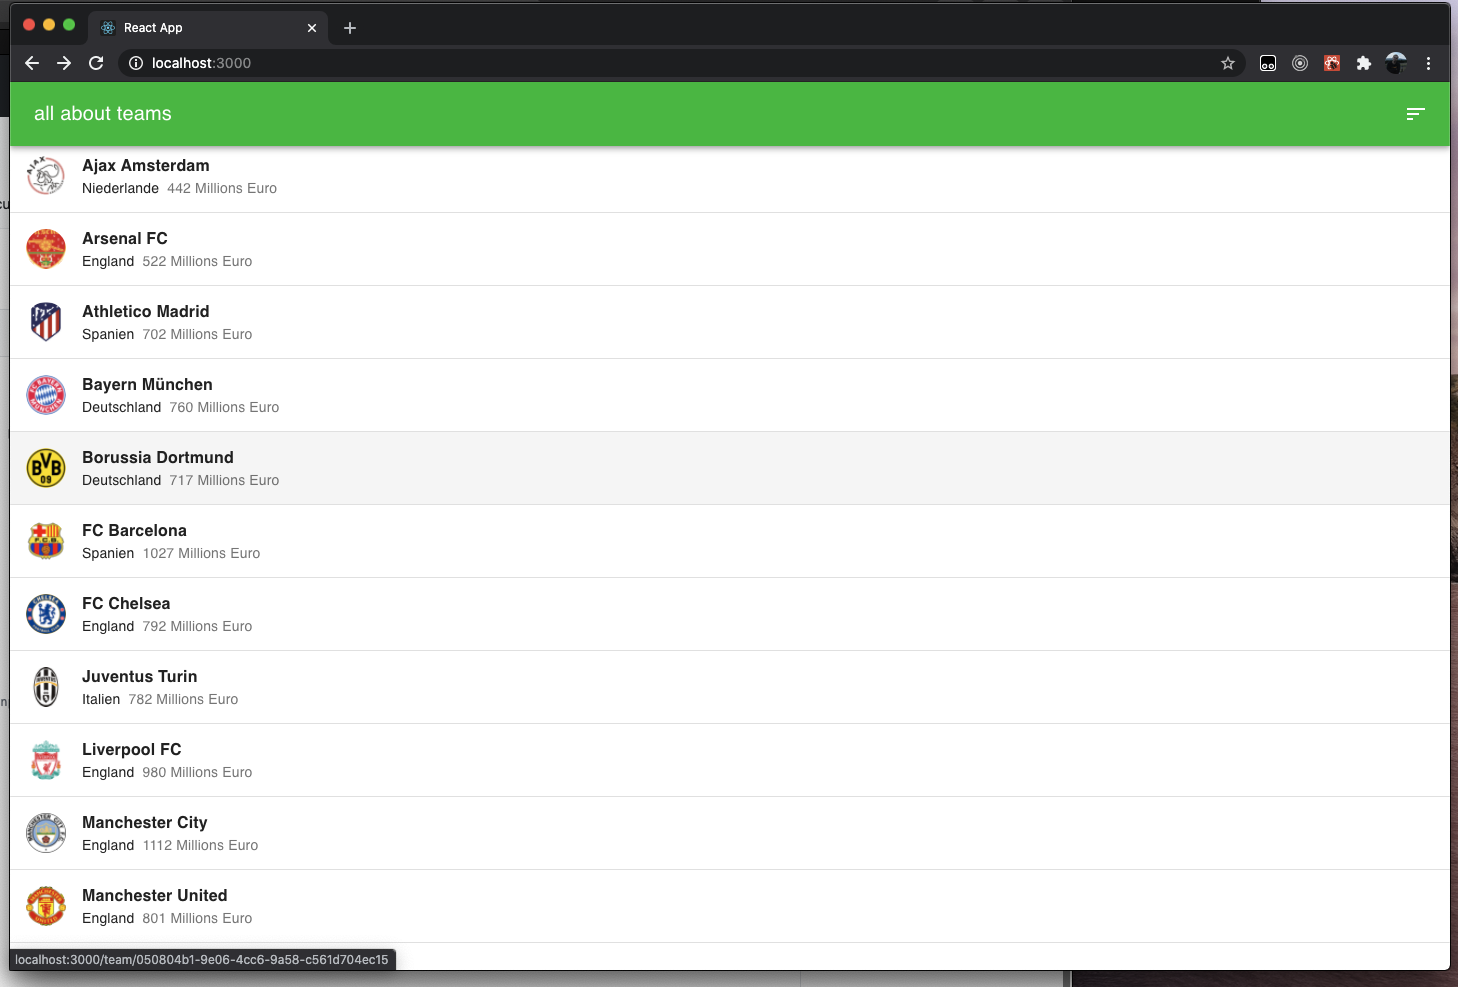 React App
localhost:3000
all about teams
Ajax Amsterdam
Niederlande 442 Millions Euro
Arsenal FC
England 522 Millions Euro
Athletico Madrid
Spanien 702 Millions Euro
Bayern München
Deutschland 760 Millions Euro
BVB
09
Borussia Dortmund
Deutschland 717 Millions Euro
FC Barcelona
Spanien 1027 Millions Euro
FC Chelsea
England 792 Millions Euro
Juventus Turin
Italien 782 Millions Euro
Liverpool FC
England 980 Millions Euro
Manchester City
England 1112 Millions Euro
Manchester United
England 801 Millions Euro
localhost:3000/team/050804b1-9e06-4cc6-9a58-c561d704ec15